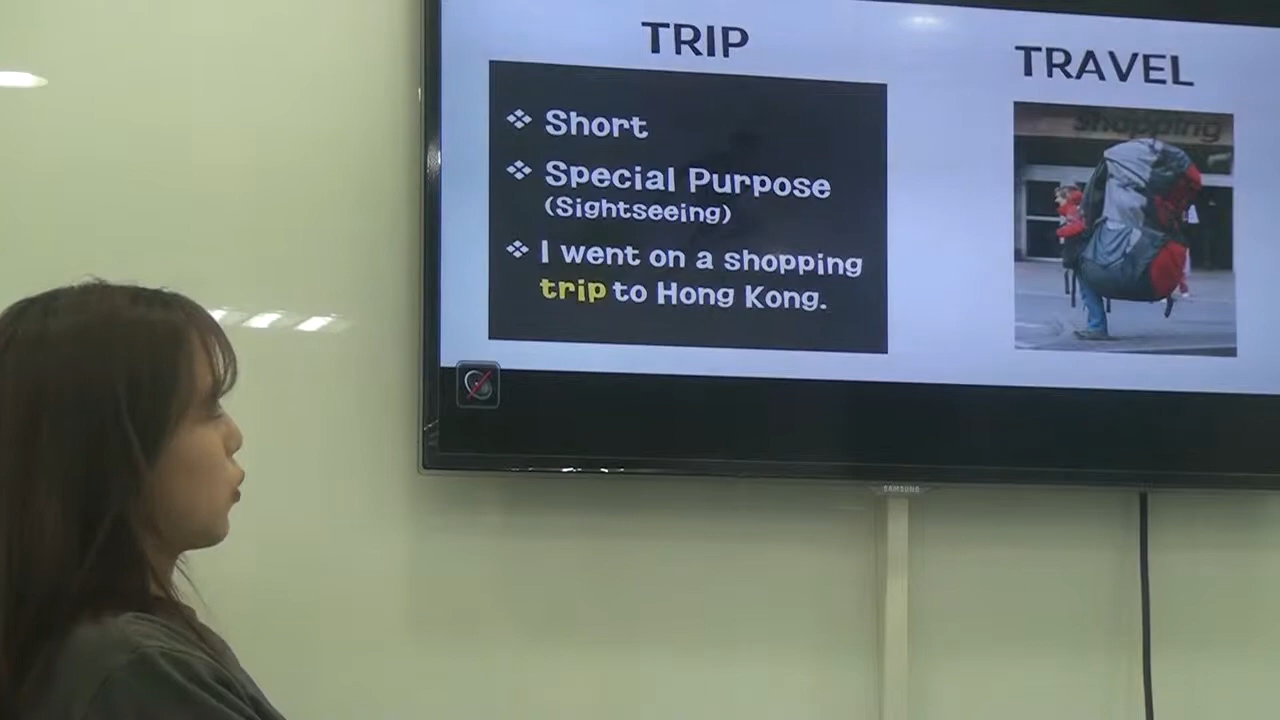 TRIP
Short
Special Purpose
(Sightseeing)
I went on a shopping
trip to Hong Kong.
TRAVEL
shopping
SAMSUNG